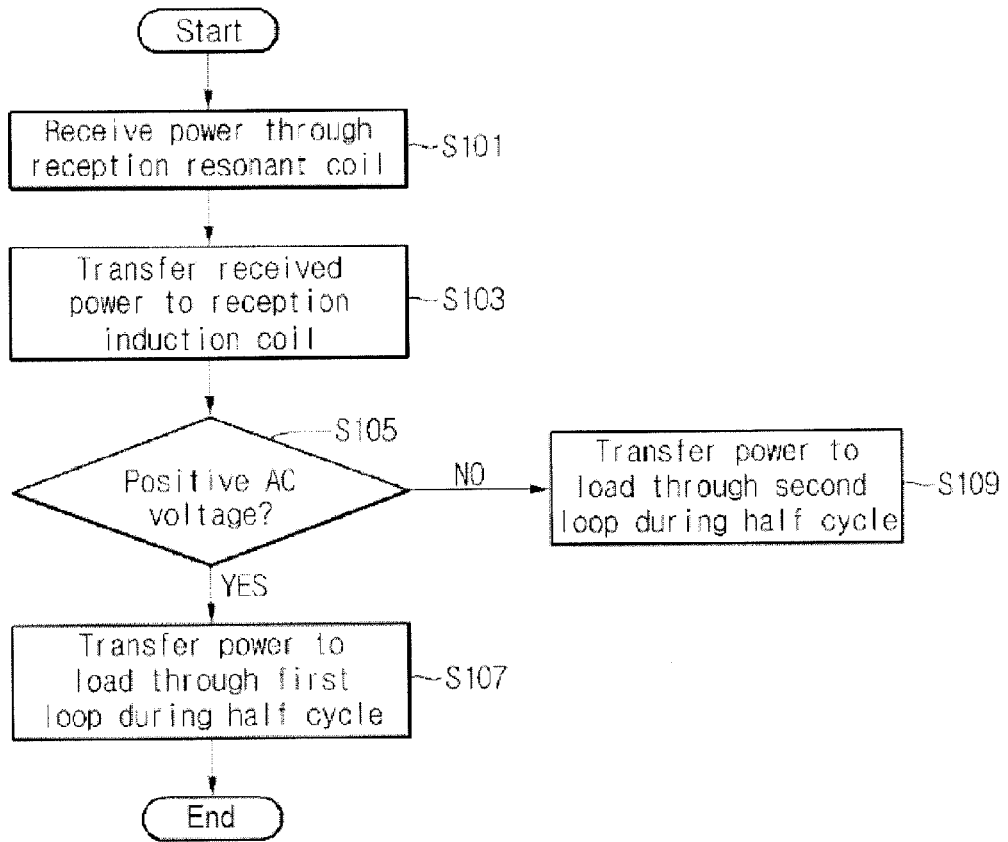 Start
Receive power through
reception resonant coil
S101
Transfer received
power to reception
induction coil
S103
S105
Positive AC
voltage?
NO
Transfer power to
load through second
loop during half cycle
S109
YES
Transfer power to
load through first
loop during half cycle
S107
End